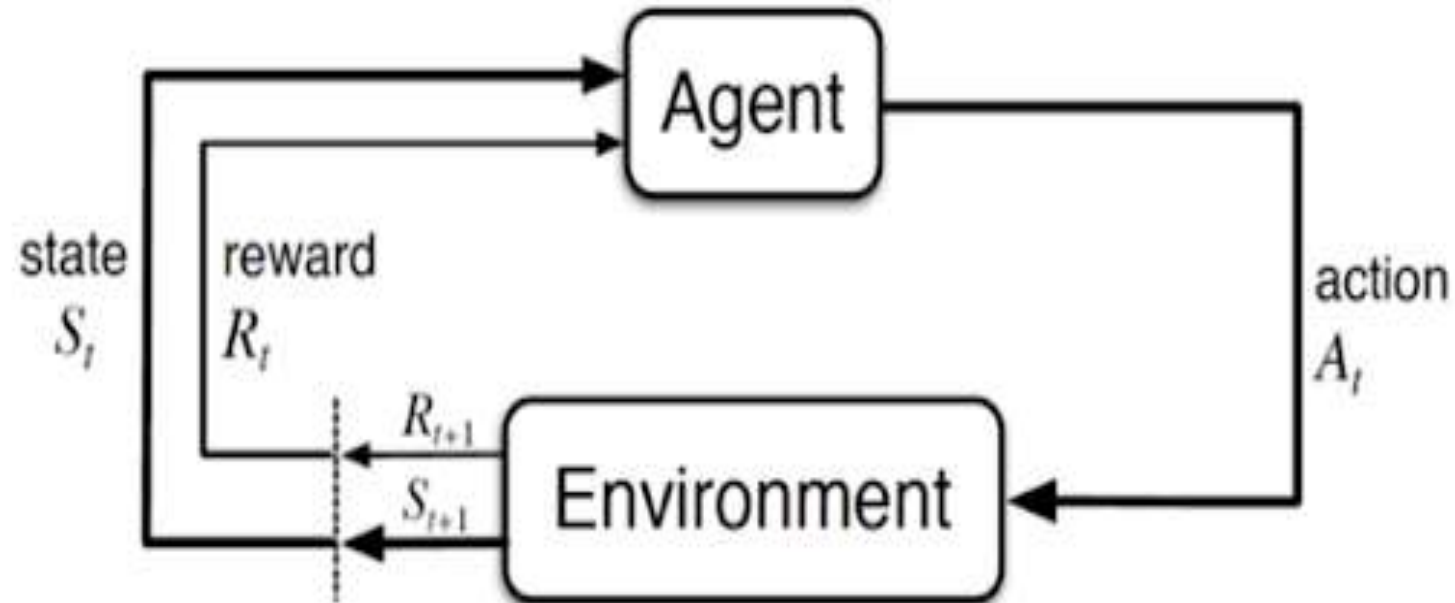 Agent
state
S_t
reward
R_t
action
A_t
R_{t+1}
S_{t+1}
Environment